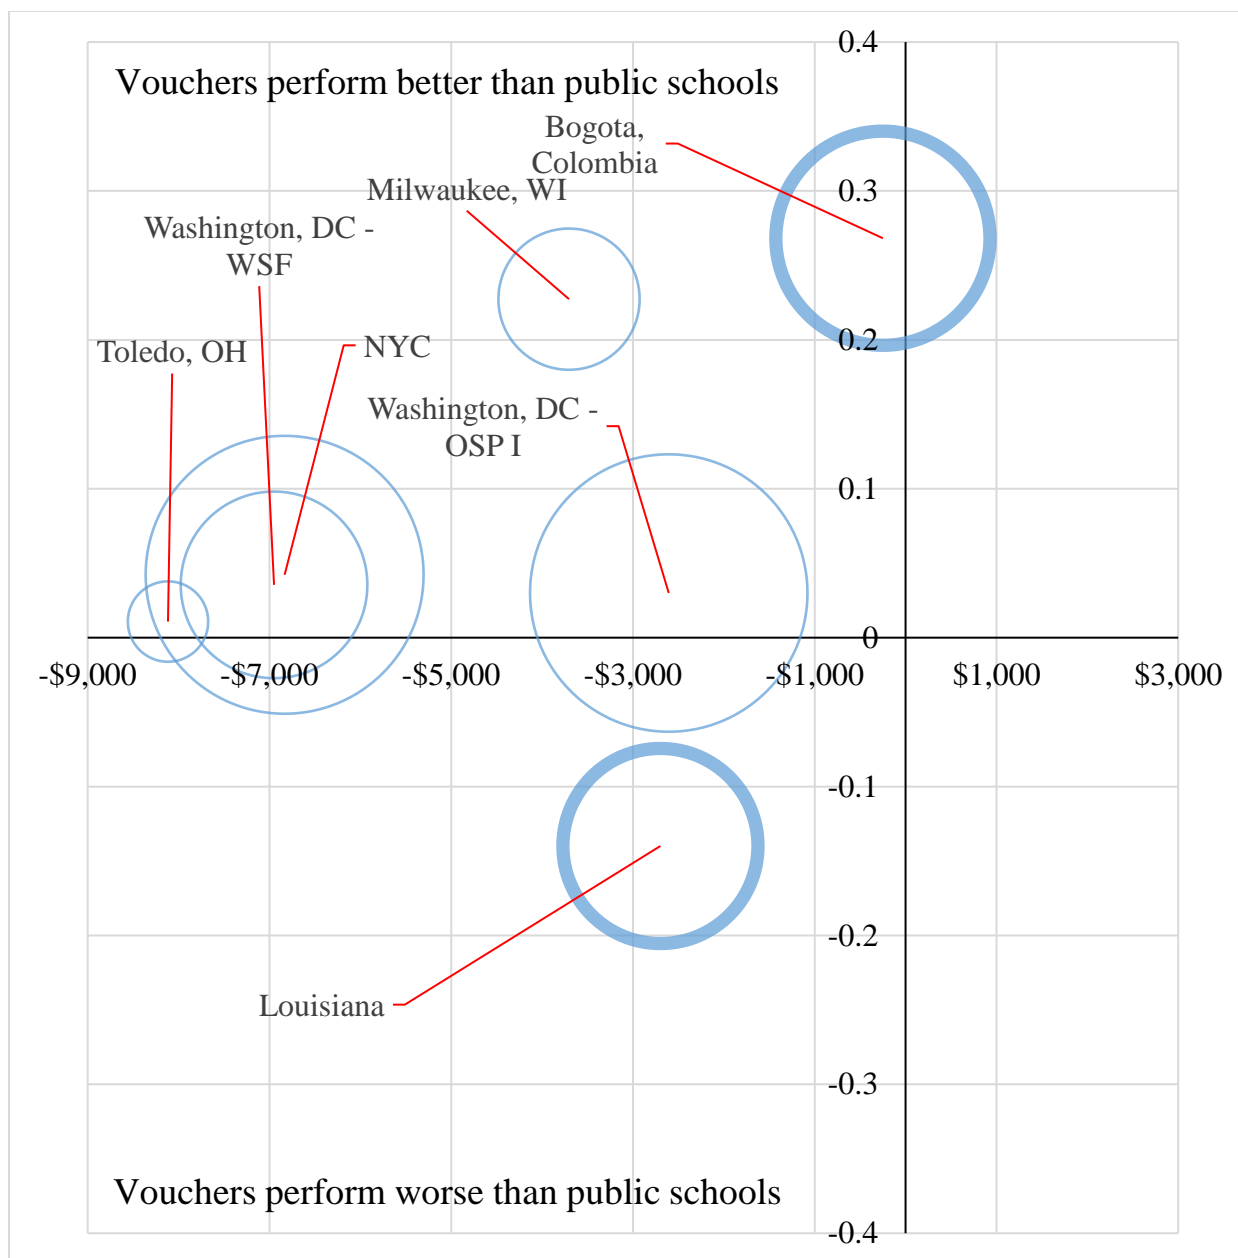 0.4
Vouchers perform better than public schools
Bogota,
Colombia
0.3
Milwaukee, WI
Washington, DC -
WSF
0.2
Toledo, OH
NYC
Washington, DC -
OSP I
0.1
0
-$9,000 -$7,000 -$5,000 -$3,000 -$1,000 $1,000 $3,000
-0.1
-0.2
Louisiana
-0.3
Vouchers perform worse than public schools
-0.4